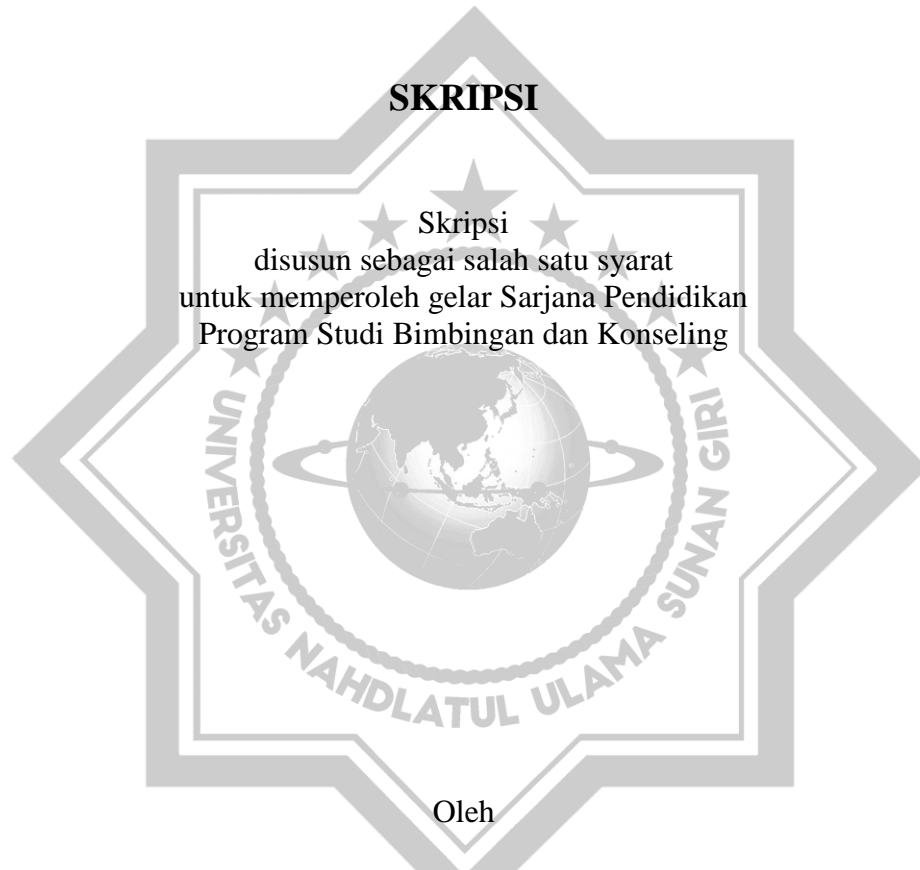 SKRIPSI
Skripsi
disusun sebagai salah satu syarat
untuk memperoleh gelar Sarjana Pendidikan
Program Studi Bimbingan dan Konseling
UNIVERSITAS NAHDLATUL ULAMA SUNAN GIRI
Oleh